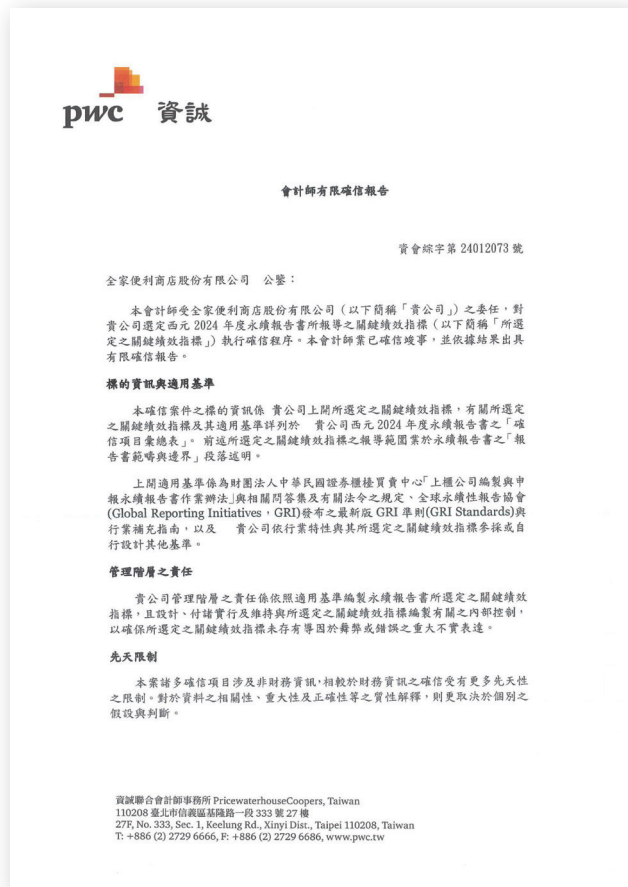 pwc 資誠
會計師有限確信報告
資會綜字第 24012073 號
全家便利商店股份有限公司 公鑒：
本會計師受全家便利商店股份有限公司（以下簡稱「貴公司」）之委任，對
貴公司選定西元 2024 年度永續報告書所報導之關鍵績效指標（以下簡稱「所選
定之關鍵績效指標」）執行確信程序。本會計師業已確信竣事，並依據結果出具
有限確信報告。
標的資訊與適用基準
本確信案件之標的資訊係 貴公司上開所選定之關鍵績效指標，有關所選定
之關鍵績效指標及其適用基準詳列於 貴公司西元 2024 年度永續報告書之「確
信項目彙總表」。 前述所選定之關鍵績效指標之報導範圍業於永續報告書之「報
告書範疇與邊界」段落述明。
上開適用基準係為財團法人中華民國證券櫃檯買賣中心「上櫃公司編製與申
報永續報告書作業辦法」與相關問答集及有關法令之規定、全球永續性報告協會
(Global Reporting Initiatives，GRI)發布之最新版 GRI 準則(GRI Standards)與
行業補充指南，以及 貴公司依行業特性與其所選定之關鍵績效指標參採或自
行設計其他基準。
管理階層之責任
貴公司管理階層之責任係依照適用基準編製永續報告書所選定之關鍵績效
指標，且設計、付諸實行及維持與所選定之關鍵績效指標編製有關之內部控制，
以確保所選定之關鍵績效指標未存有導因於舞弊或錯誤之重大不實表達。
先天限制
本案諸多確信項目涉及非財務資訊，相較於財務資訊之確信受有更多先天性
之限制。對於資料之相關性、重大性及正確性等之質性解釋，則更取決於個別之
假設與判斷。
資誠聯合會計師事務所 PricewaterhouseCoopers, Taiwan
110208 臺北市信義區基隆路一段 333 號 27 樓
27F, No. 333, Sec. 1, Keelung Rd., Xinyi Dist., Taipei 110208, Taiwan
T: +886 (2) 2729 6666, F: +886 (2) 2729 6686, www.pwc.tw